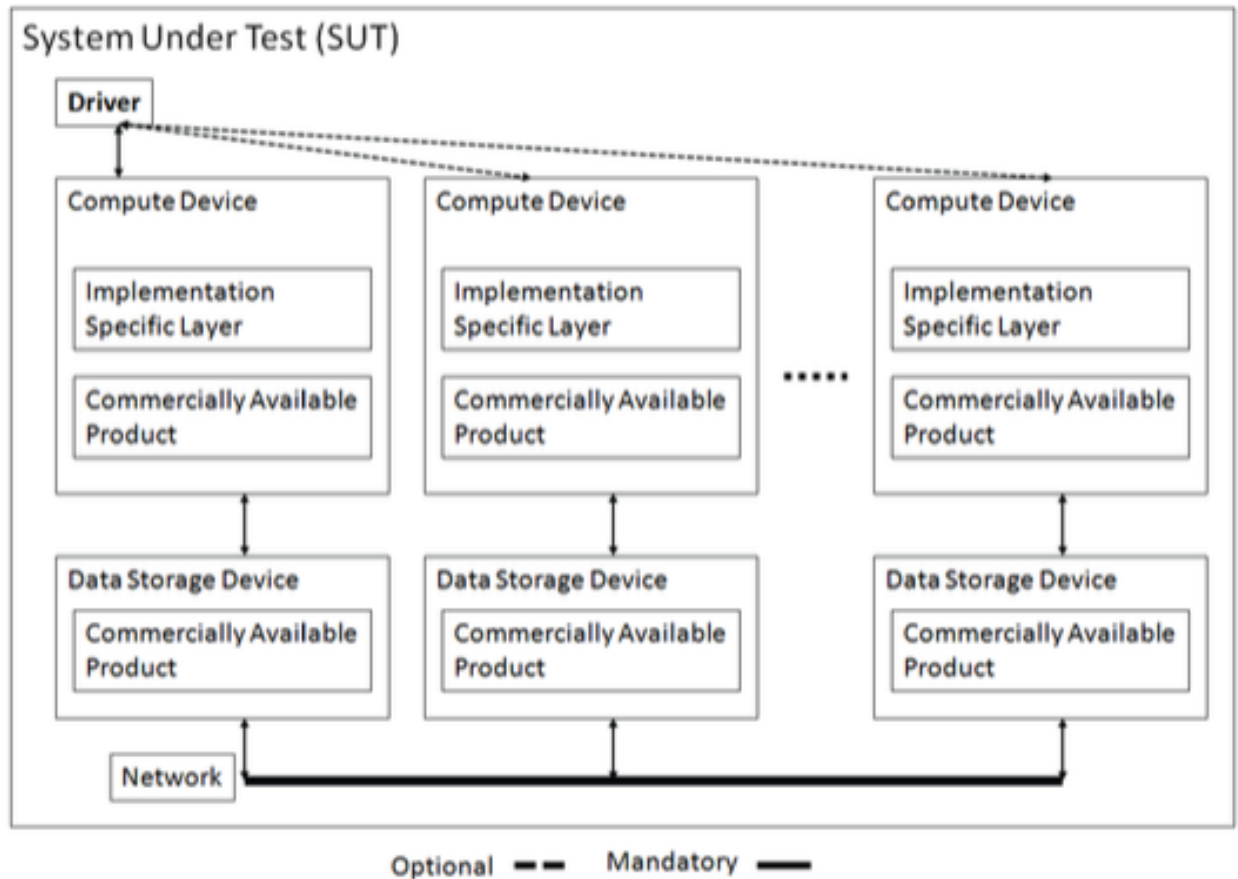 System Under Test (SUT)
Driver
Compute Device
Implementation
Specific Layer
Commercially Available
Product
Compute Device
Implementation
Specific Layer
Commercially Available
Product
.....
Compute Device
Implementation
Specific Layer
Commercially Available
Product
Data Storage Device
Commercially Available
Product
Data Storage Device
Commercially Available
Product
Data Storage Device
Commercially Available
Product
Network
Optional
Mandatory